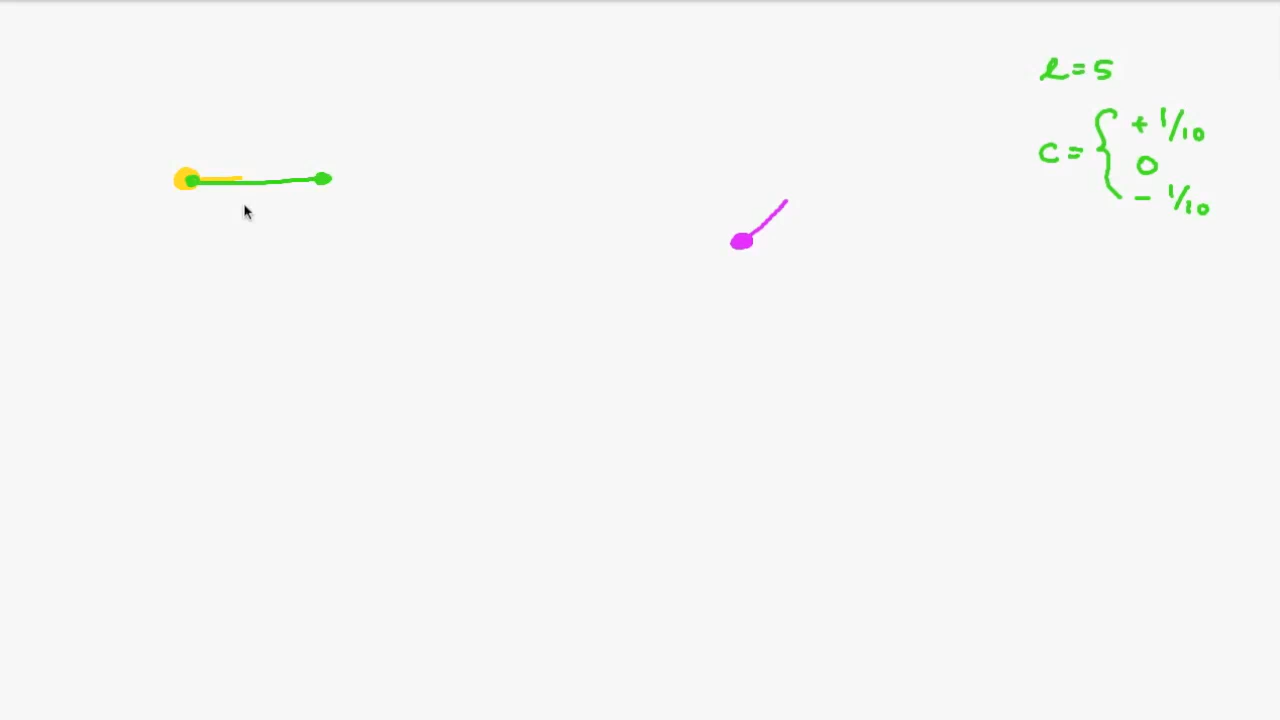 l = 5
c = { + 1/10
0
- 1/10